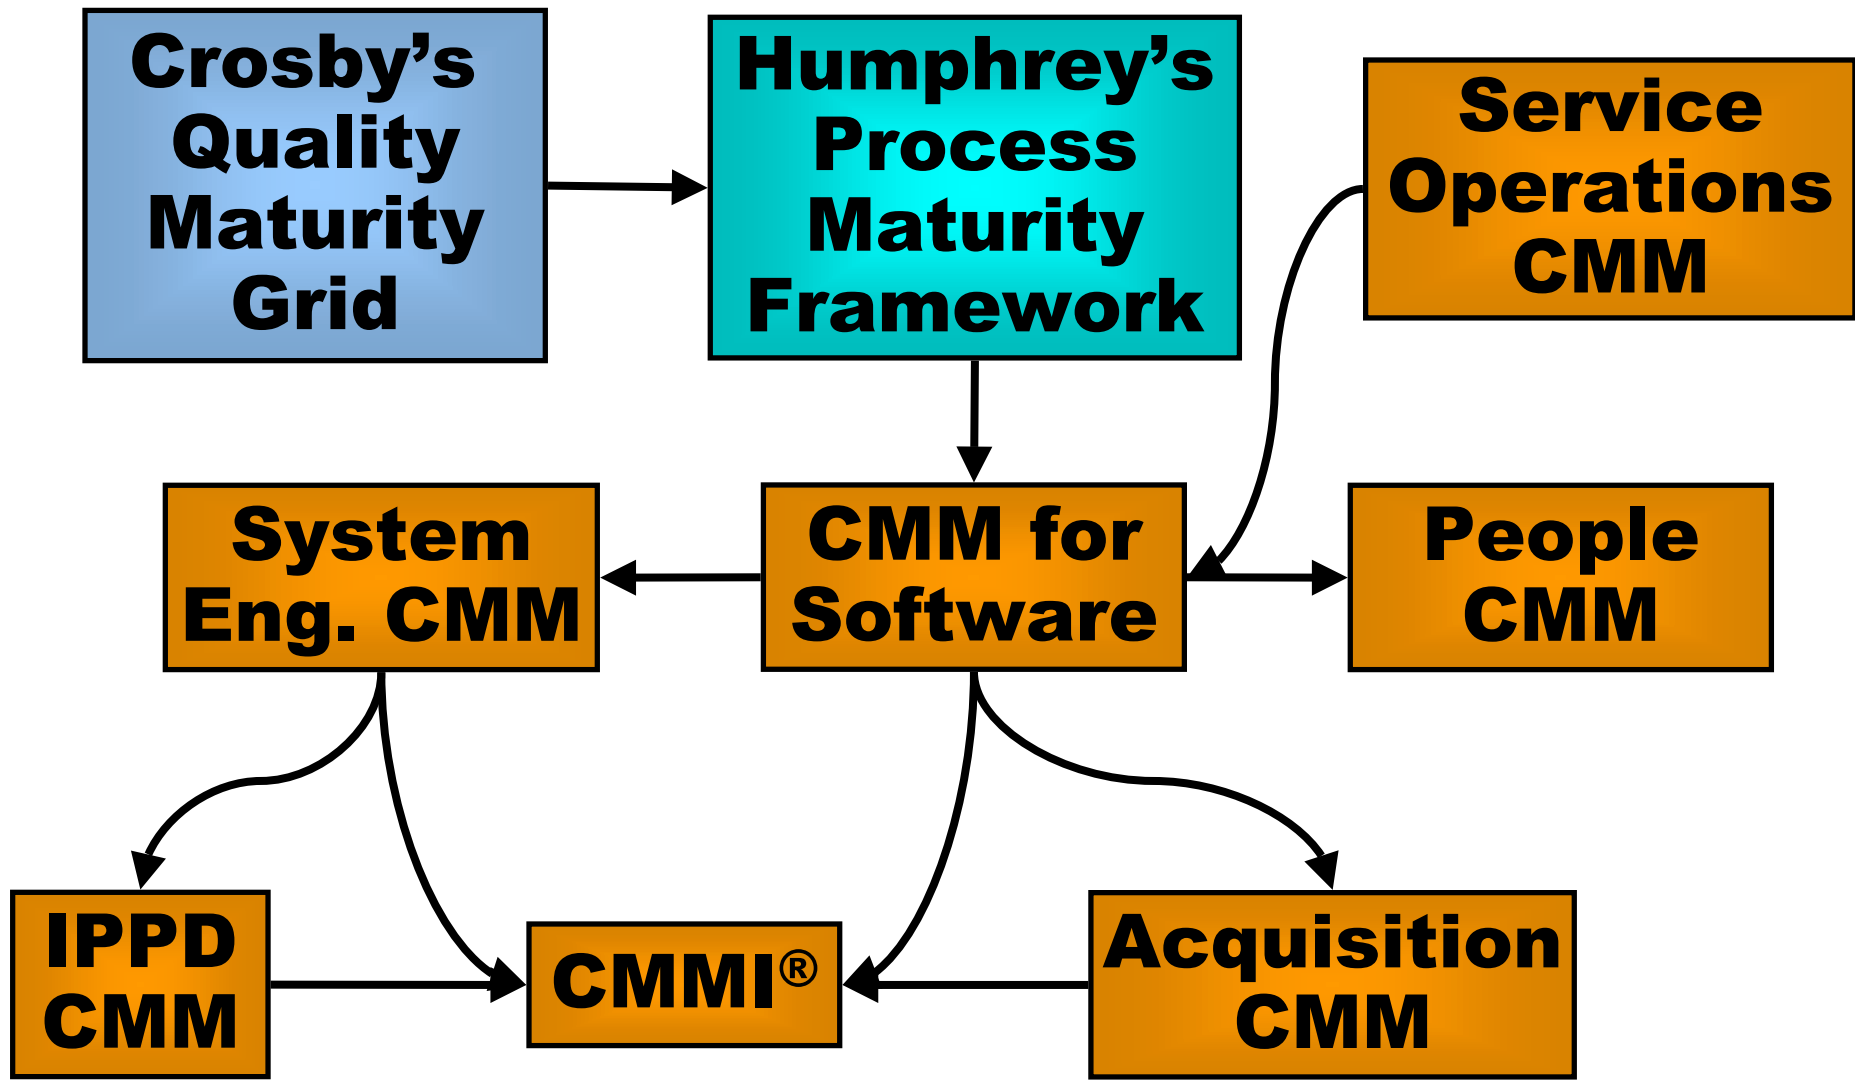 Crosby’s
Quality
Maturity
Grid
Humphrey’s
Process
Maturity
Framework
Service
Operations
CMM
System
Eng. CMM
CMM for
Software
People
CMM
IPPD
CMM
CMMI®
Acquisition
CMM